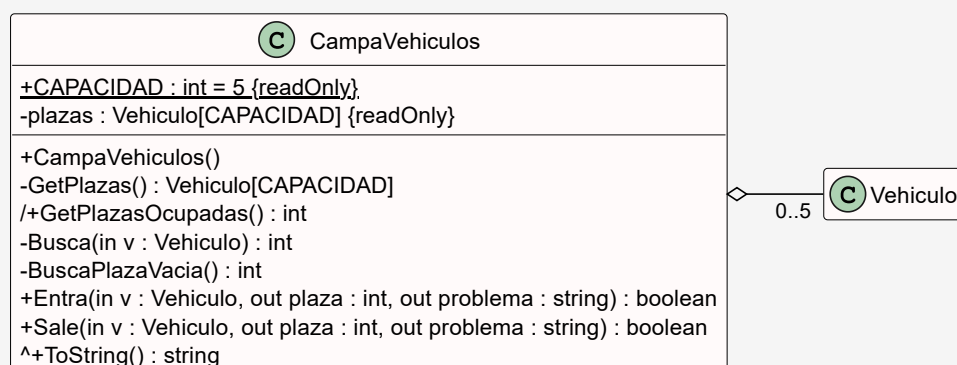 C CampaVehiculos
+CAPACIDAD : int = 5 {readOnly}
-plazas : Vehiculo[CAPACIDAD] {readOnly}
+CampaVehiculos()
-GetPlazas() : Vehiculo[CAPACIDAD]
/+GetPlazasOcupadas() : int
-Busca(in v : Vehiculo) : int
-BuscaPlazaVacia() : int
+Entra(in v : Vehiculo, out plaza : int, out problema : string) : boolean
+Sale(in v : Vehiculo, out plaza : int, out problema : string) : boolean
^+ToString() : string
0..5
C Vehiculo